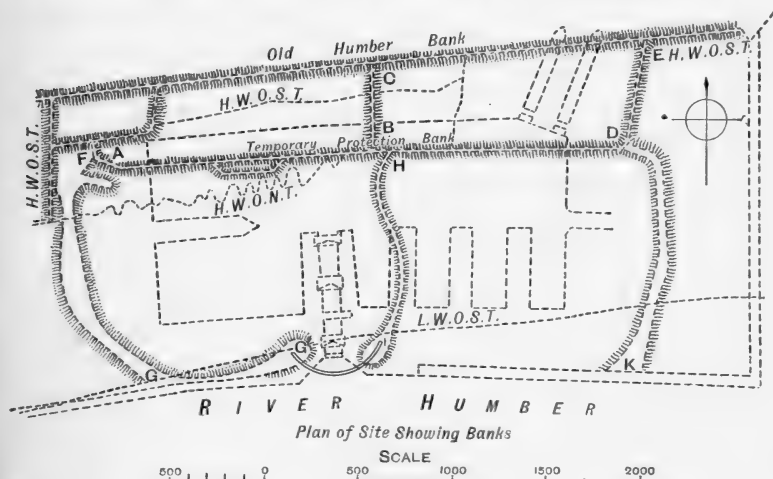 Old Humber Bank
E H.W.O.S.T.
C
H.W.O.S.T.
H.W.O.S.T.
B
D
F A
Temporary Protection Bank
H
H.W.O.N.T.
L.W.O.S.T.
G
G
K
RIVER HUMBER
Plan of Site Showing Banks
SCALE
500 0 500 1000 1500 2000